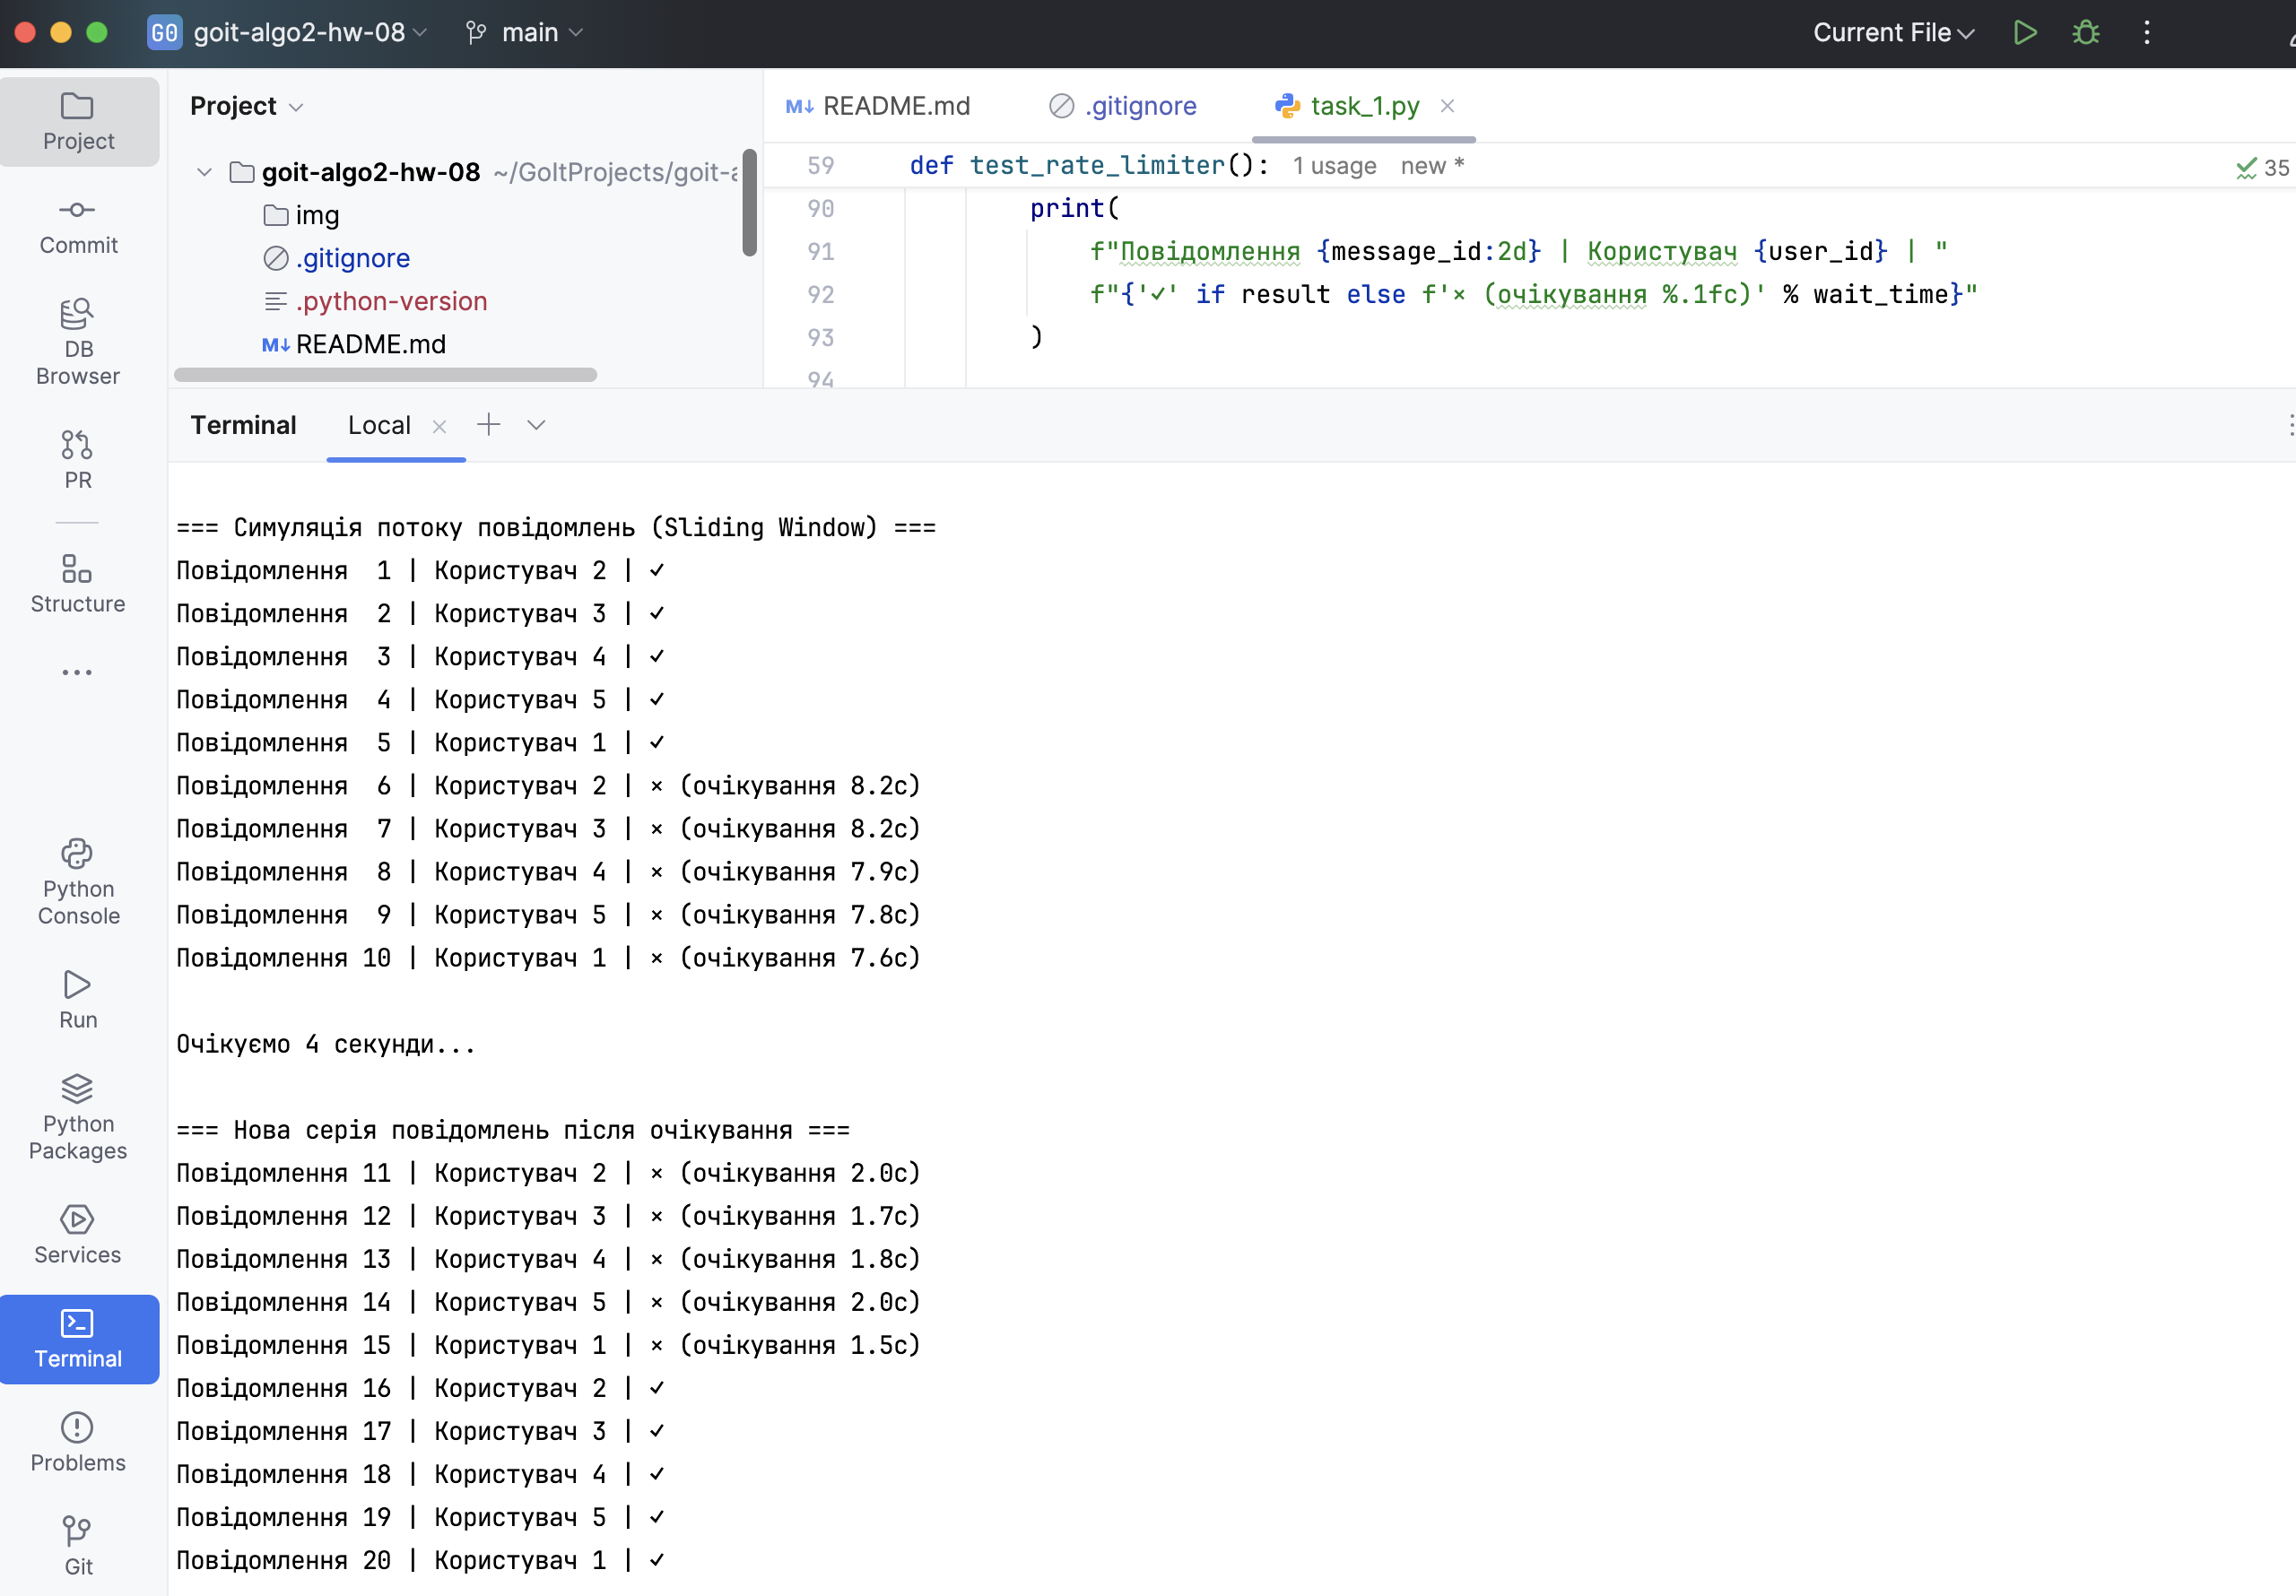 GO goit-algo2-hw-08 main Current File
Project
Commit
DB
Browser
PR
Structure
Python
Console
Run
Python
Packages
Services
Terminal
Problems
Git
Project
goit-algo2-hw-08 ~/GoItProjects/goit-a
img
.gitignore
.python-version
M↓ README.md
M↓ README.md .gitignore task_1.py
59 def test_rate_limiter(): 1 usage new * 35
90 print(
91 f"Повідомлення {message_id:2d} | Користувач {user_id} | "
92 f"{'✓' if result else f'× (очікування %.1fс)' % wait_time}"
93 )
94
Terminal Local
=== Симуляція потоку повідомлень (Sliding Window) ===
Повідомлення  1 | Користувач 2 | ✓
Повідомлення  2 | Користувач 3 | ✓
Повідомлення  3 | Користувач 4 | ✓
Повідомлення  4 | Користувач 5 | ✓
Повідомлення  5 | Користувач 1 | ✓
Повідомлення  6 | Користувач 2 | × (очікування 8.2с)
Повідомлення  7 | Користувач 3 | × (очікування 8.2с)
Повідомлення  8 | Користувач 4 | × (очікування 7.9с)
Повідомлення  9 | Користувач 5 | × (очікування 7.8с)
Повідомлення 10 | Користувач 1 | × (очікування 7.6с)
Очікуємо 4 секунди...
=== Нова серія повідомлень після очікування ===
Повідомлення 11 | Користувач 2 | × (очікування 2.0с)
Повідомлення 12 | Користувач 3 | × (очікування 1.7с)
Повідомлення 13 | Користувач 4 | × (очікування 1.8с)
Повідомлення 14 | Користувач 5 | × (очікування 2.0с)
Повідомлення 15 | Користувач 1 | × (очікування 1.5с)
Повідомлення 16 | Користувач 2 | ✓
Повідомлення 17 | Користувач 3 | ✓
Повідомлення 18 | Користувач 4 | ✓
Повідомлення 19 | Користувач 5 | ✓
Повідомлення 20 | Користувач 1 | ✓